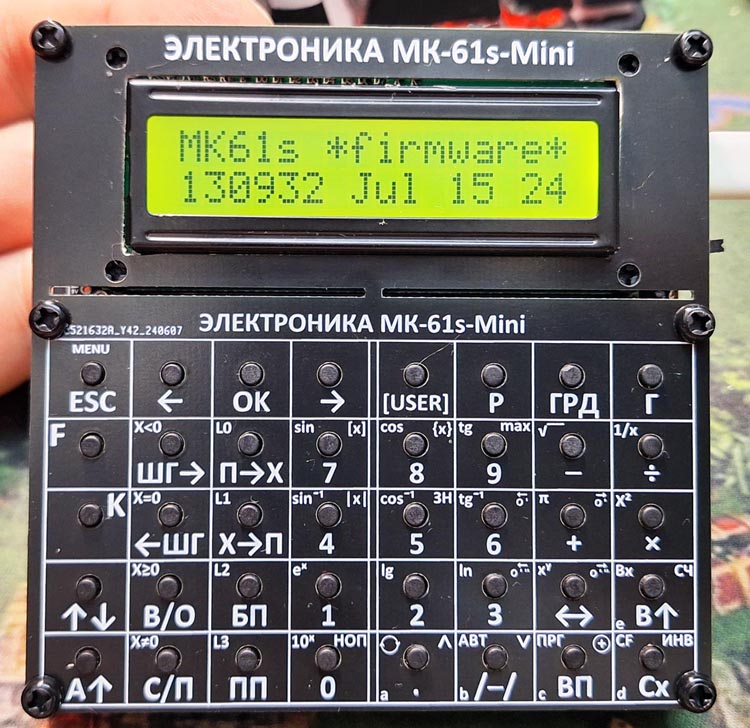 ЭЛЕКТРОНИКА МК-61s-Mini
MK61s *firmware*
130932 Jul 15 24
521632A_Y42_240607 ЭЛЕКТРОНИКА МК-61s-Mini
MENU
ESC ← OK → [USER] Р ГРД Г
F X<0 L0 sin [x] cos {x} tg max √ 1/x
ШГ→ П→X 7 8 9 − ÷
K X=0 L1 sin⁻¹ |x| cos⁻¹ ЗН tg⁻¹ π X²
←ШГ X→П 4 5 6 + ×
X≥0 L2 eˣ lg ln xʸ Вх СЧ
↑↓ В/О БП 1 2 3 ↔ e В↑
X≠0 L3 10ˣ НОП ∧ АВТ ∨ ПРГ ⊕ CF ИНВ
А↑ С/П ПП 0 a . b /−/ c ВП d Cx